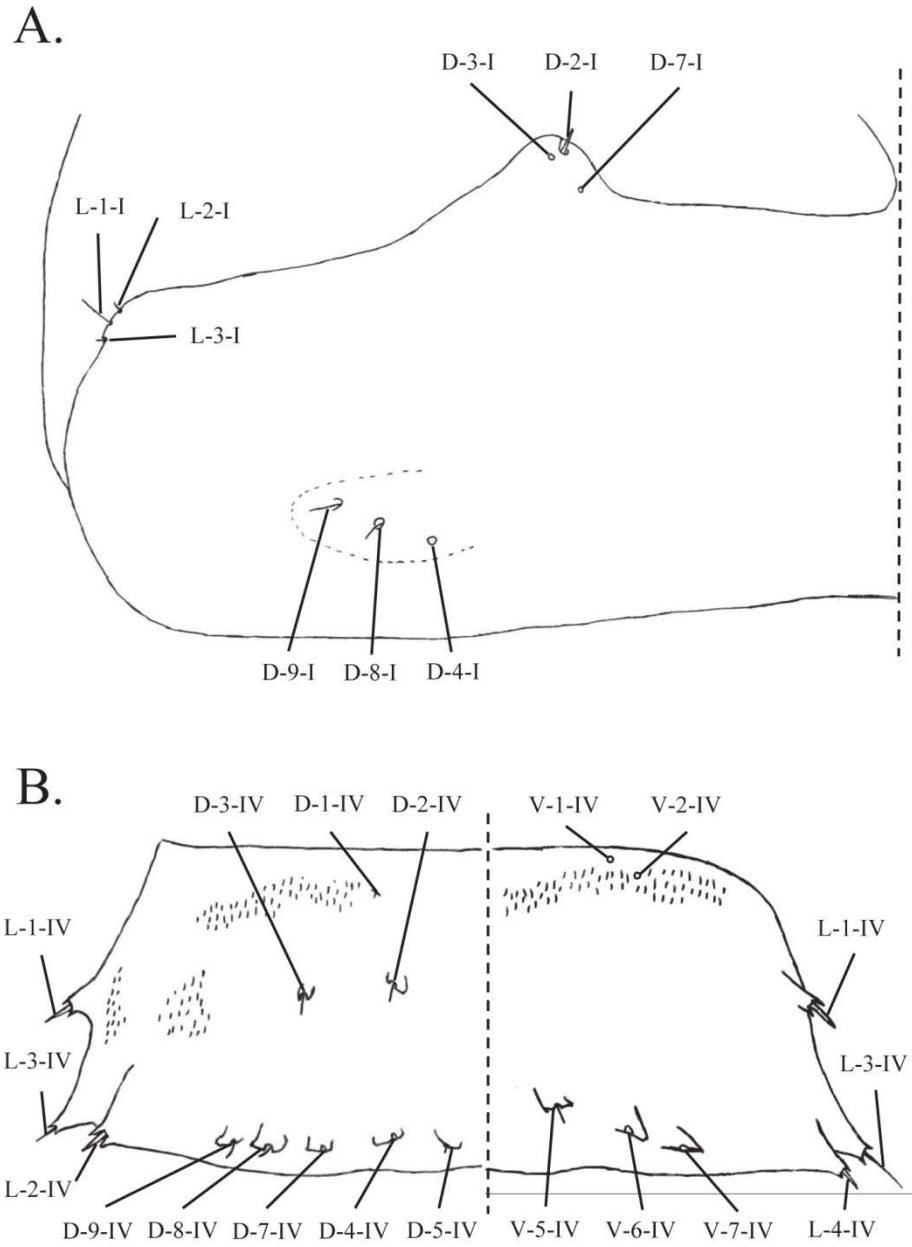 A.
D-3-I D-2-I D-7-I
L-1-I L-2-I
L-3-I
D-9-I D-8-I D-4-I
B.
D-3-IV D-1-IV D-2-IV V-1-IV V-2-IV
L-1-IV L-1-IV
L-3-IV L-3-IV
L-2-IV
D-9-IV D-8-IV D-7-IV D-4-IV D-5-IV V-5-IV V-6-IV V-7-IV L-4-IV